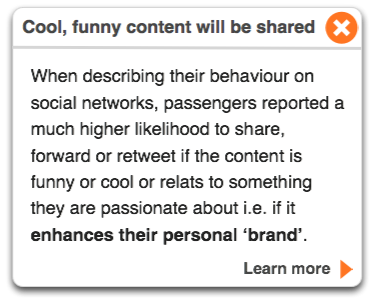 Cool, funny content will be shared
When describing their behaviour on
social networks, passengers reported a
much higher likelihood to share,
forward or retweet if the content is
funny or cool or relats to something
they are passionate about i.e. if it
enhances their personal ‘brand’.
Learn more